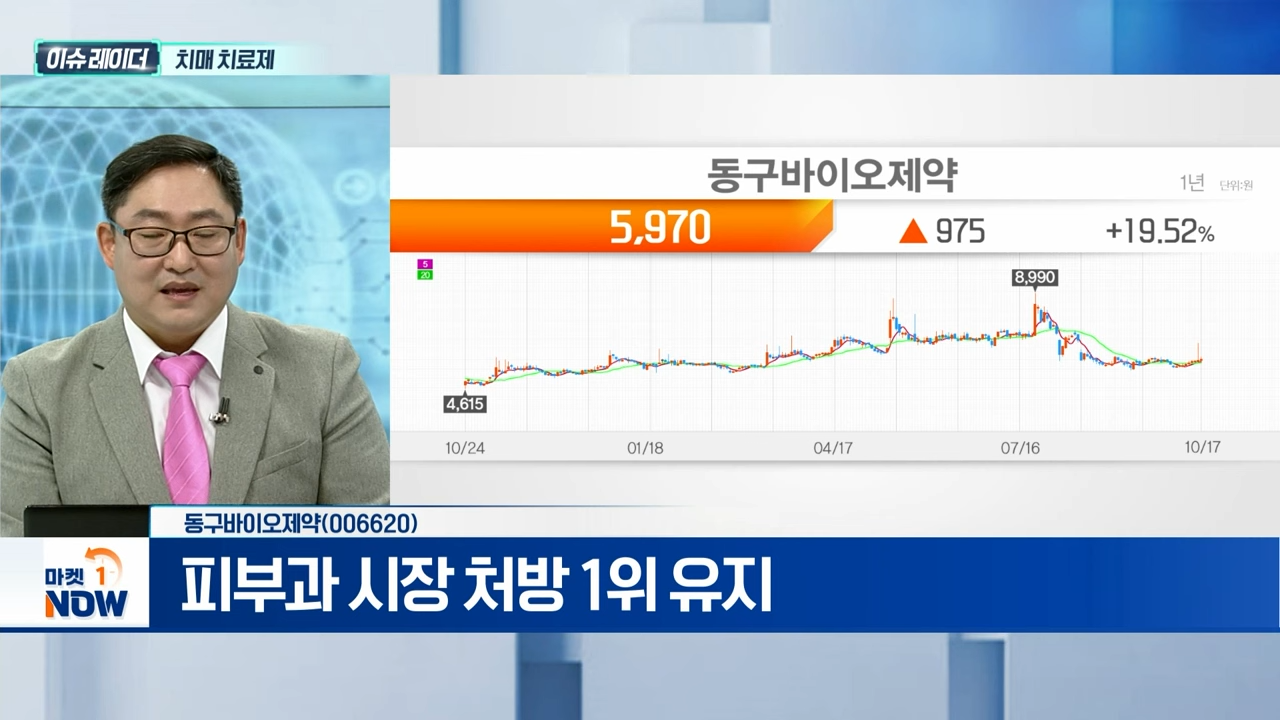 이슈 레이더 치매 치료제
동구바이오제약
1년 단위:원
5,970 ▲ 975 +19.52%
5
20
8,990
4,615
10/24 01/18 04/17 07/16 10/17
동구바이오제약(006620)
마켓 1
NOW
피부과 시장 처방 1위 유지